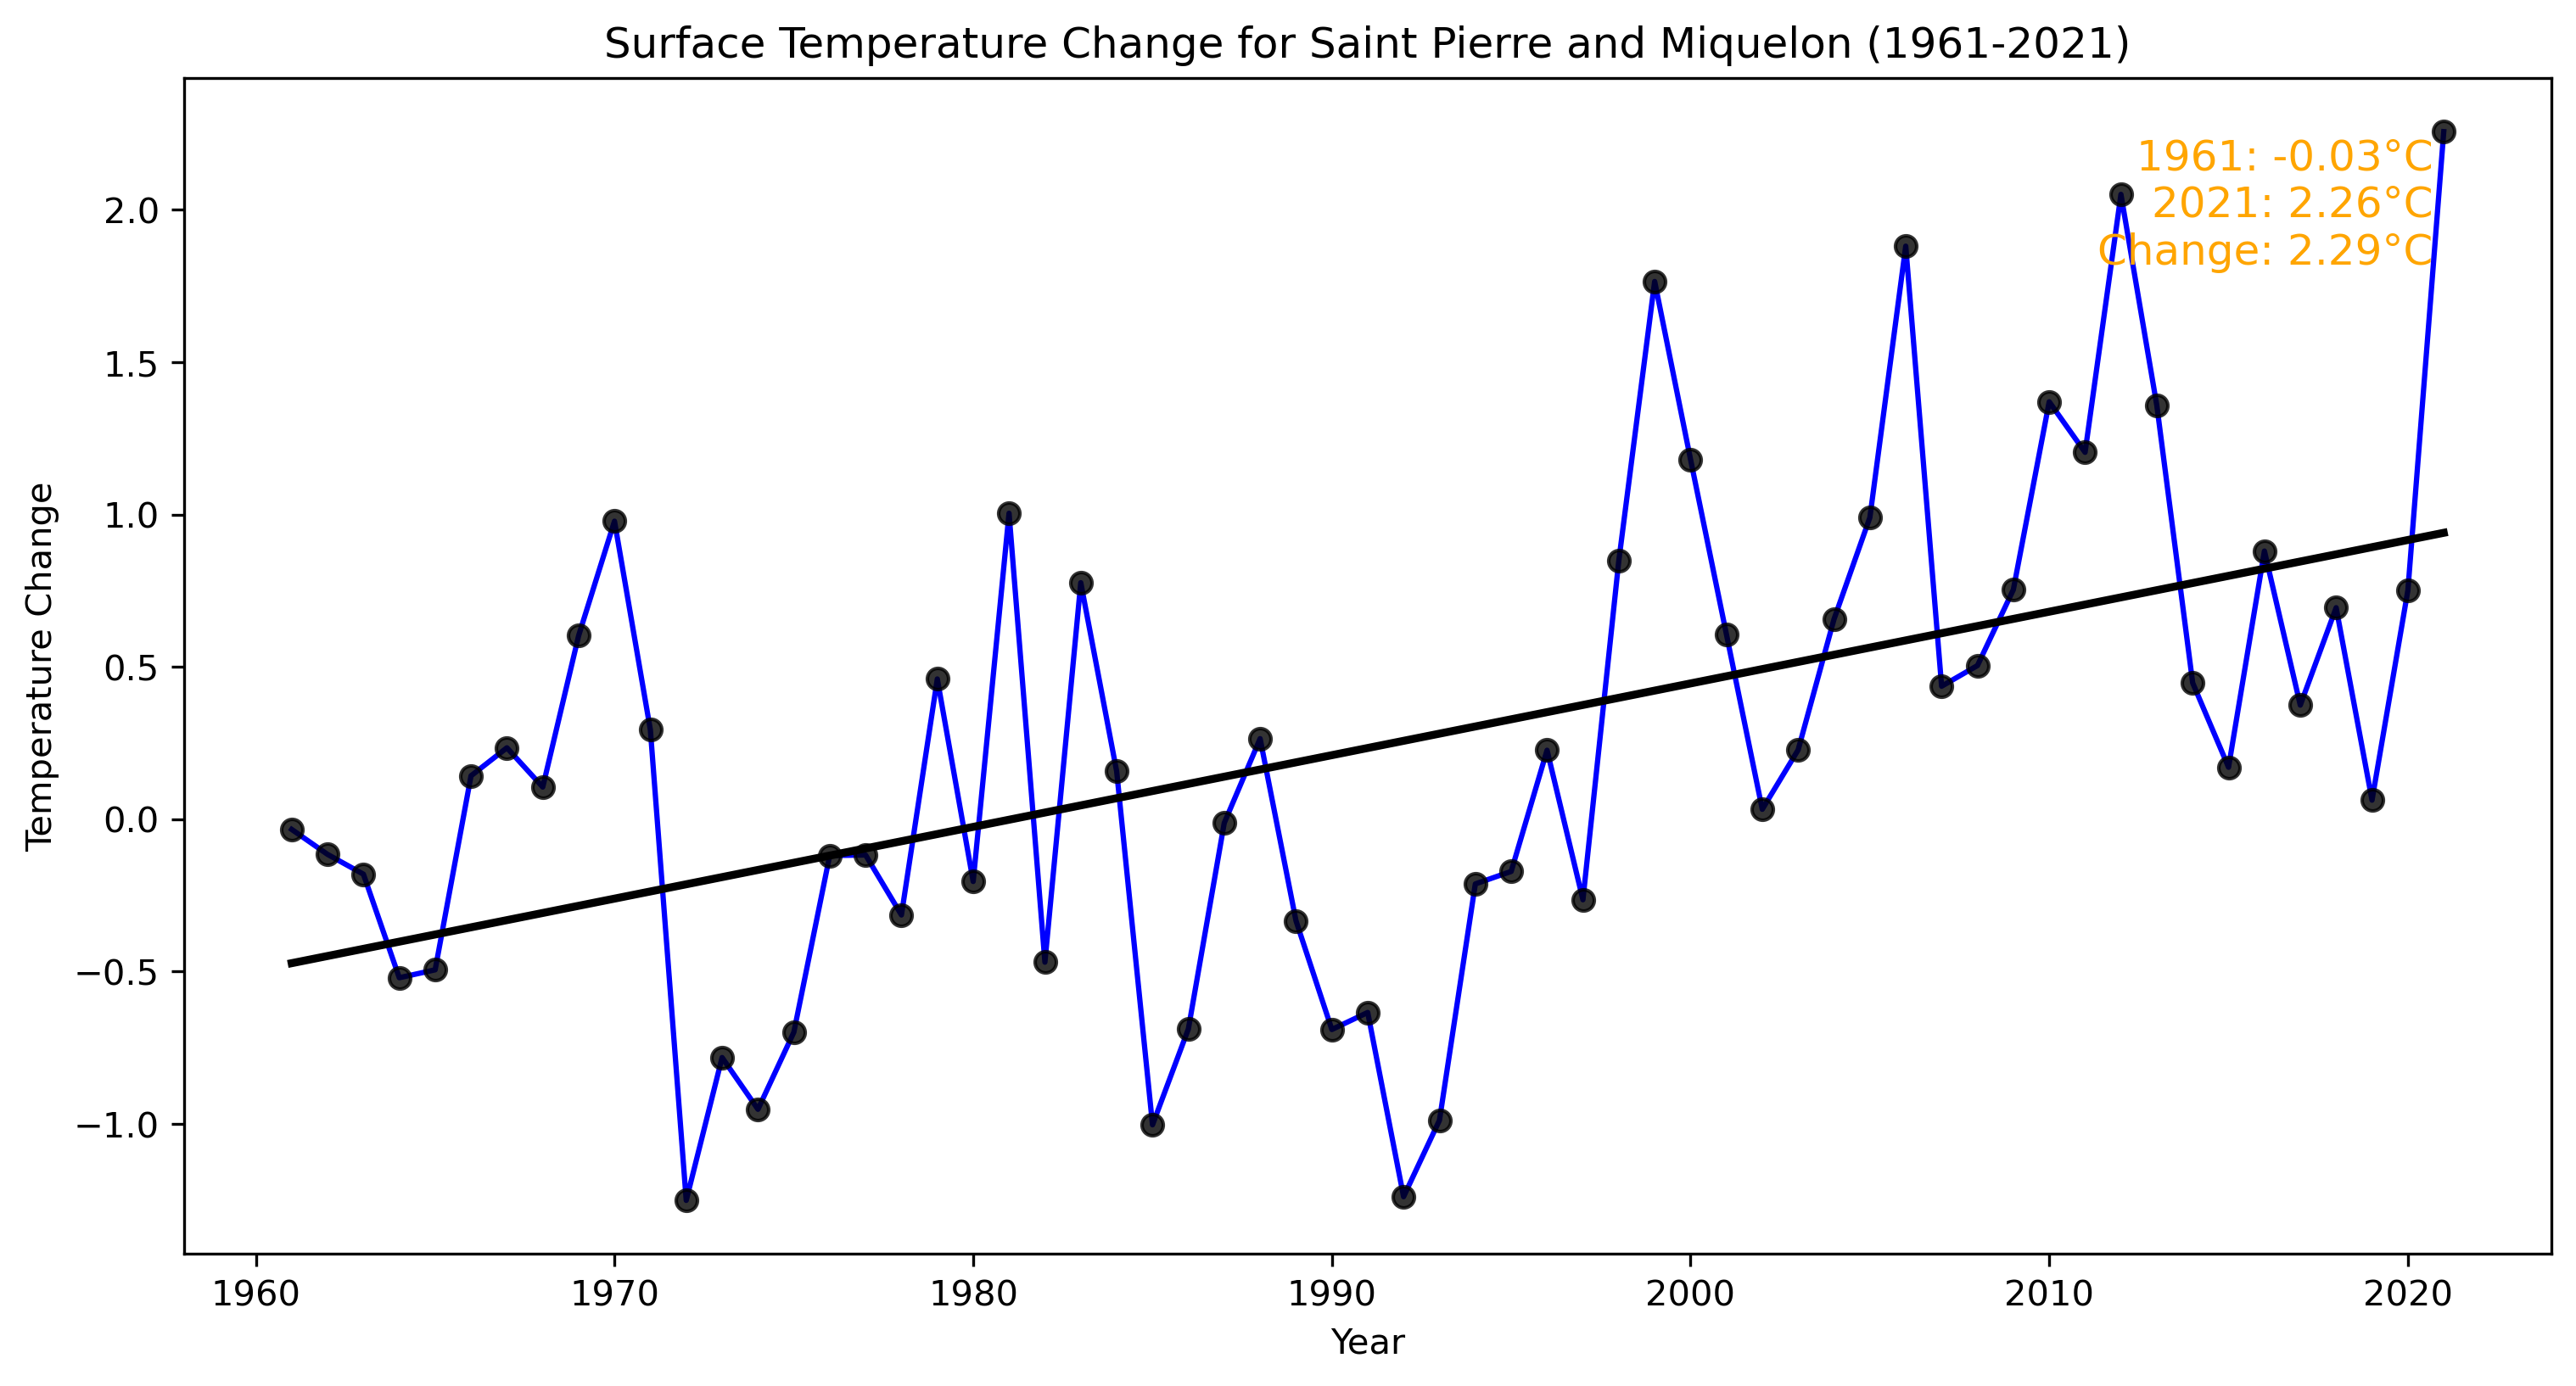 Surface Temperature Change for Saint Pierre and Miquelon (1961-2021)
1961: -0.03°C
2021: 2.26°C
Change: 2.29°C
Temperature Change
2.0
1.5
1.0
0.5
0.0
−0.5
−1.0
1960 1970 1980 1990 2000 2010 2020
Year